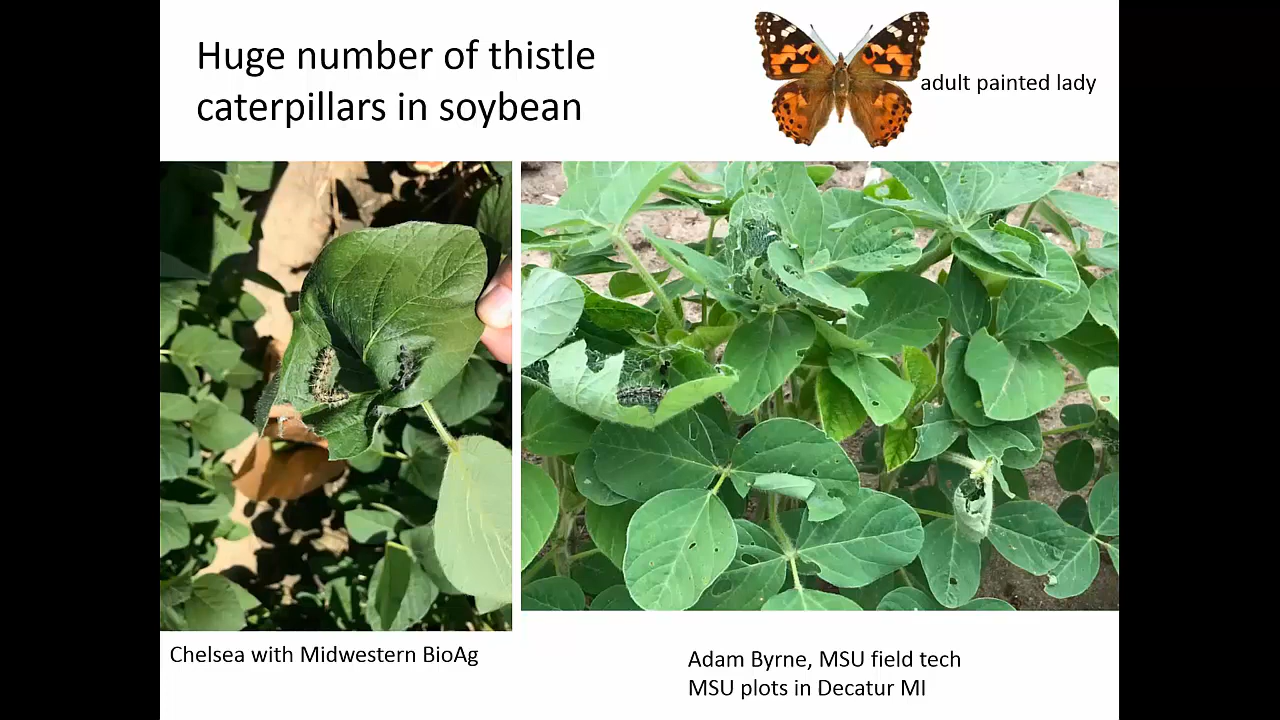 Huge number of thistle
caterpillars in soybean
adult painted lady
Chelsea with Midwestern BioAg
Adam Byrne, MSU field tech
MSU plots in Decatur MI